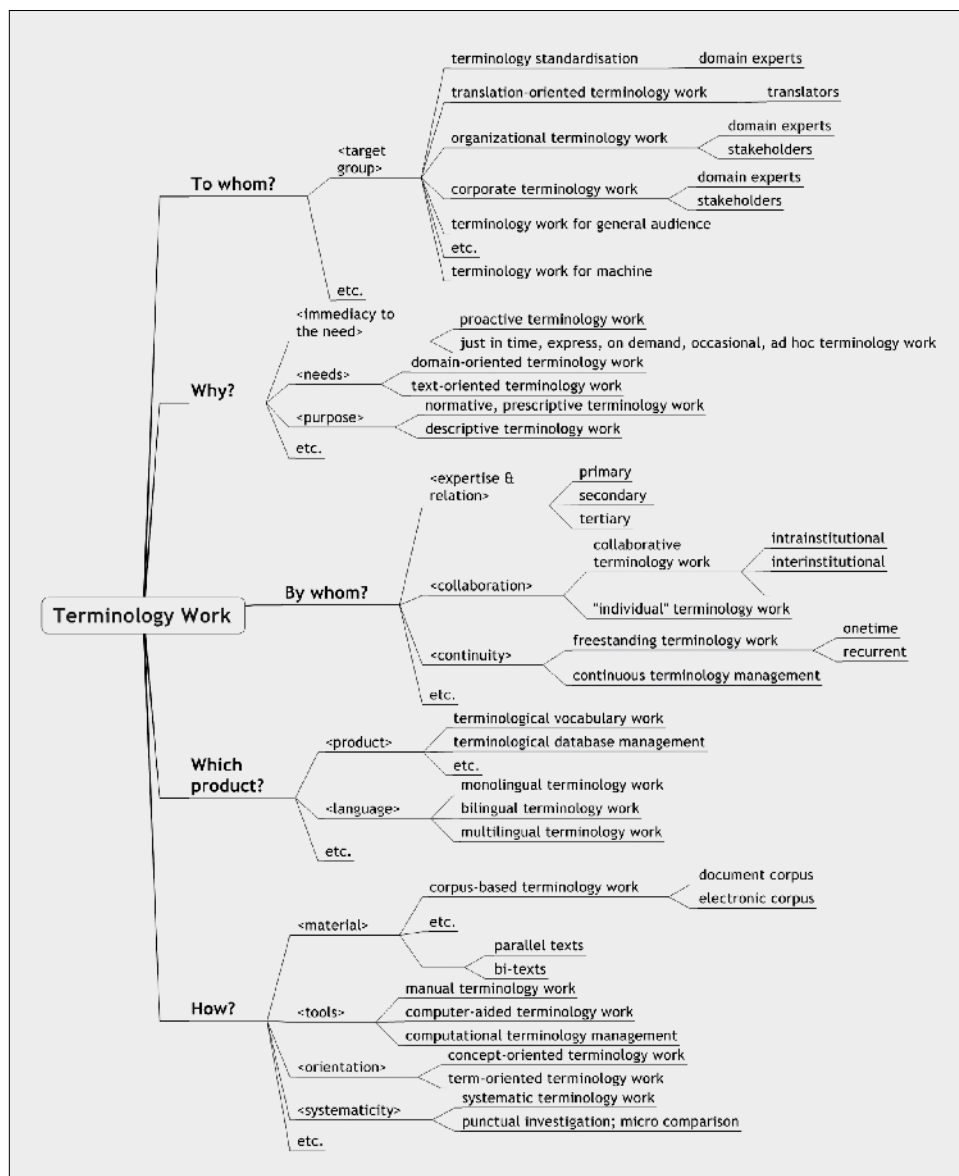 terminology standardisation
domain experts
translation-oriented terminology work
translators
organizational terminology work
domain experts
stakeholders
<target
group>
To whom?
corporate terminology work
domain experts
stakeholders
terminology work for general audience
etc.
terminology work for machine
etc.
<immediacy to
the need>
proactive terminology work
just in time, express, on demand, occasional, ad hoc terminology work
Why?
<needs>
domain-oriented terminology work
text-oriented terminology work
<purpose>
normative, prescriptive terminology work
descriptive terminology work
etc.
<expertise &
relation>
primary
secondary
tertiary
Terminology Work
By whom?
<collaboration>
collaborative
terminology work
intrainstitutional
interinstitutional
"individual" terminology work
<continuity>
freestanding terminology work
onetime
recurrent
continuous terminology management
etc.
Which
product?
<product>
terminological vocabulary work
terminological database management
etc.
<language>
monolingual terminology work
bilingual terminology work
multilingual terminology work
etc.
How?
<material>
corpus-based terminology work
document corpus
electronic corpus
etc.
parallel texts
bi-texts
<tools>
manual terminology work
computer-aided terminology work
computational terminology management
<orientation>
concept-oriented terminology work
term-oriented terminology work
<systematicity>
systematic terminology work
punctual investigation; micro comparison
etc.